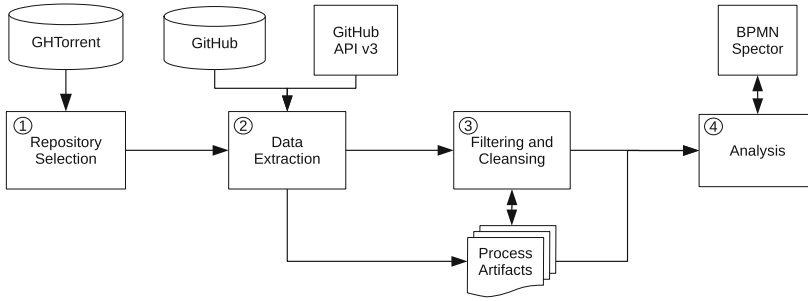 GHTorrent
GitHub
GitHub
API v3
BPMN
Spector
1
Repository
Selection
2
Data
Extraction
3
Filtering and
Cleansing
4
Analysis
Process
Artifacts